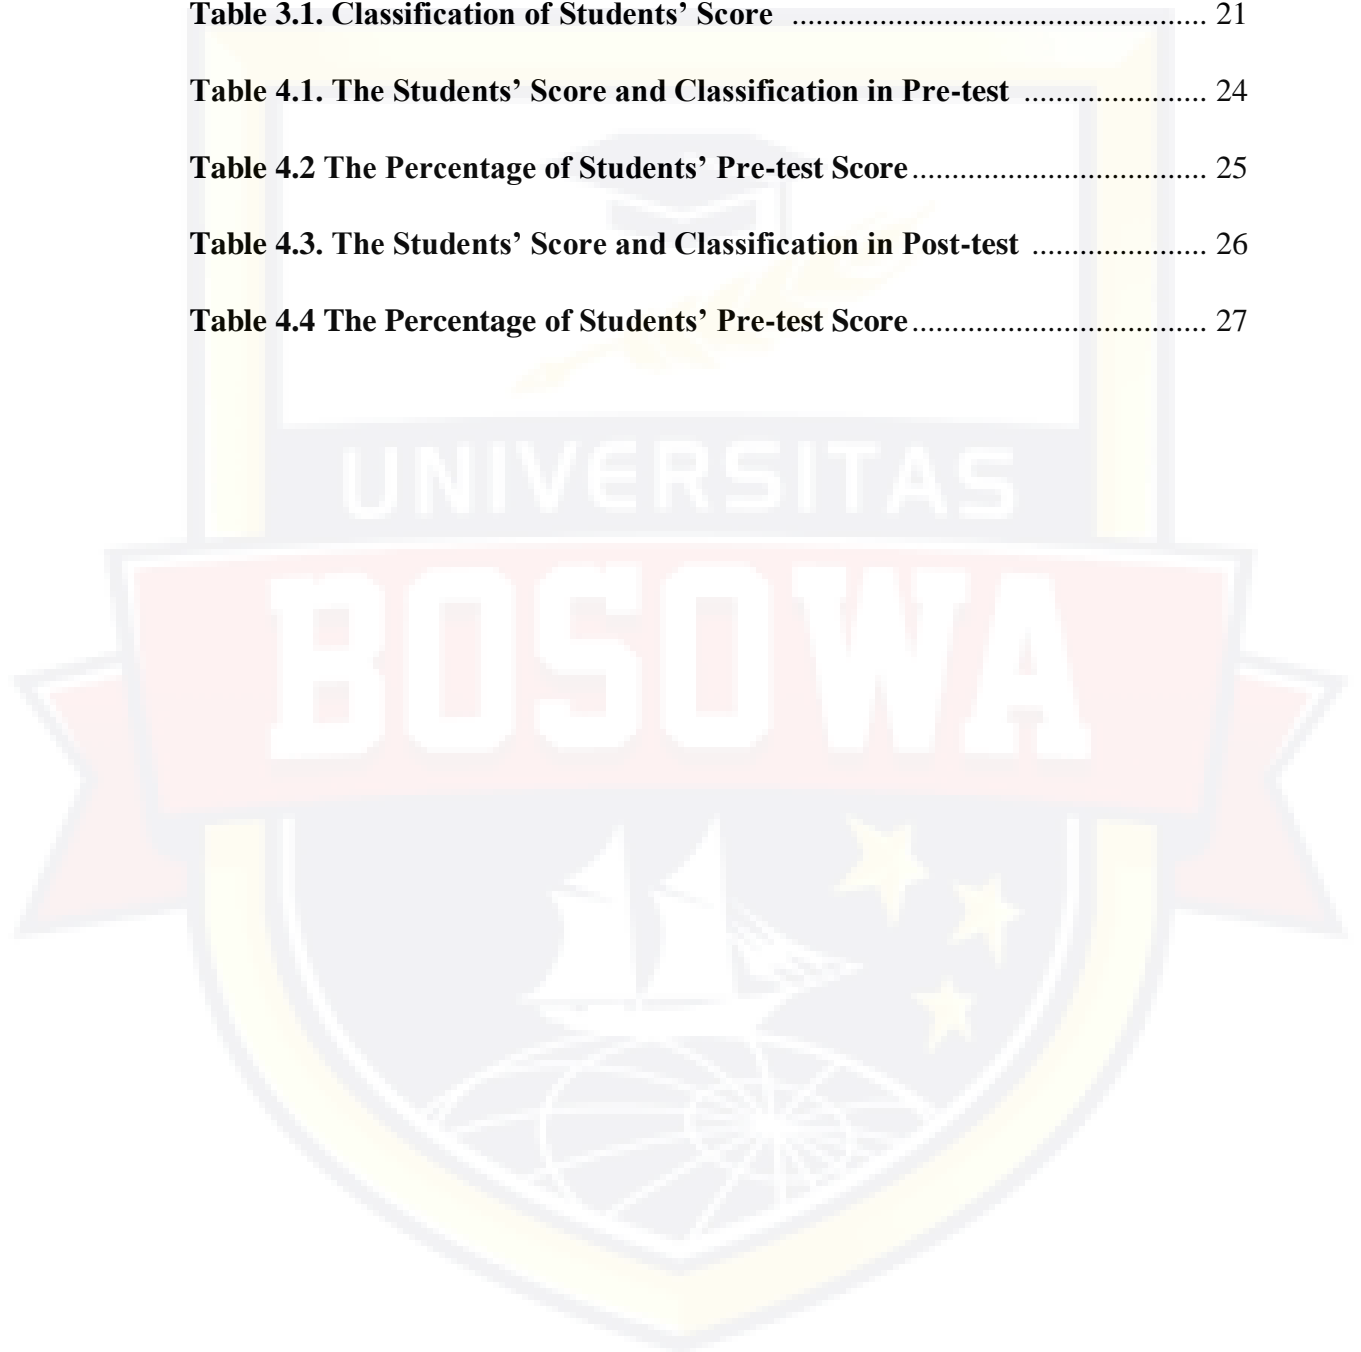 Table 3.1. Classification of Students’ Score ................................................... 21
Table 4.1. The Students’ Score and Classification in Pre-test ....................... 24
Table 4.2 The Percentage of Students’ Pre-test Score..................................... 25
Table 4.3. The Students’ Score and Classification in Post-test ...................... 26
Table 4.4 The Percentage of Students’ Pre-test Score..................................... 27
UNIVERSITAS
BOSOWA